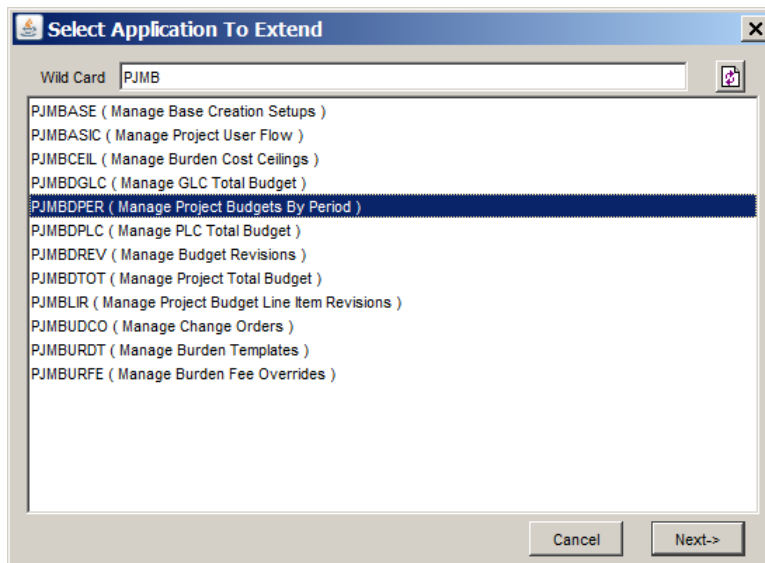 Select Application To Extend
Wild Card PJMB
PJMBASE ( Manage Base Creation Setups )
PJMBASIC ( Manage Project User Flow )
PJMBCEIL ( Manage Burden Cost Ceilings )
PJMBDGLC ( Manage GLC Total Budget )
PJMBDPER ( Manage Project Budgets By Period )
PJMBDPLC ( Manage PLC Total Budget )
PJMBDREV ( Manage Budget Revisions )
PJMBDTOT ( Manage Project Total Budget )
PJMBLIR ( Manage Project Budget Line Item Revisions )
PJMBUDCO ( Manage Change Orders )
PJMBURDT ( Manage Burden Templates )
PJMBURFE ( Manage Burden Fee Overrides )
Cancel Next->